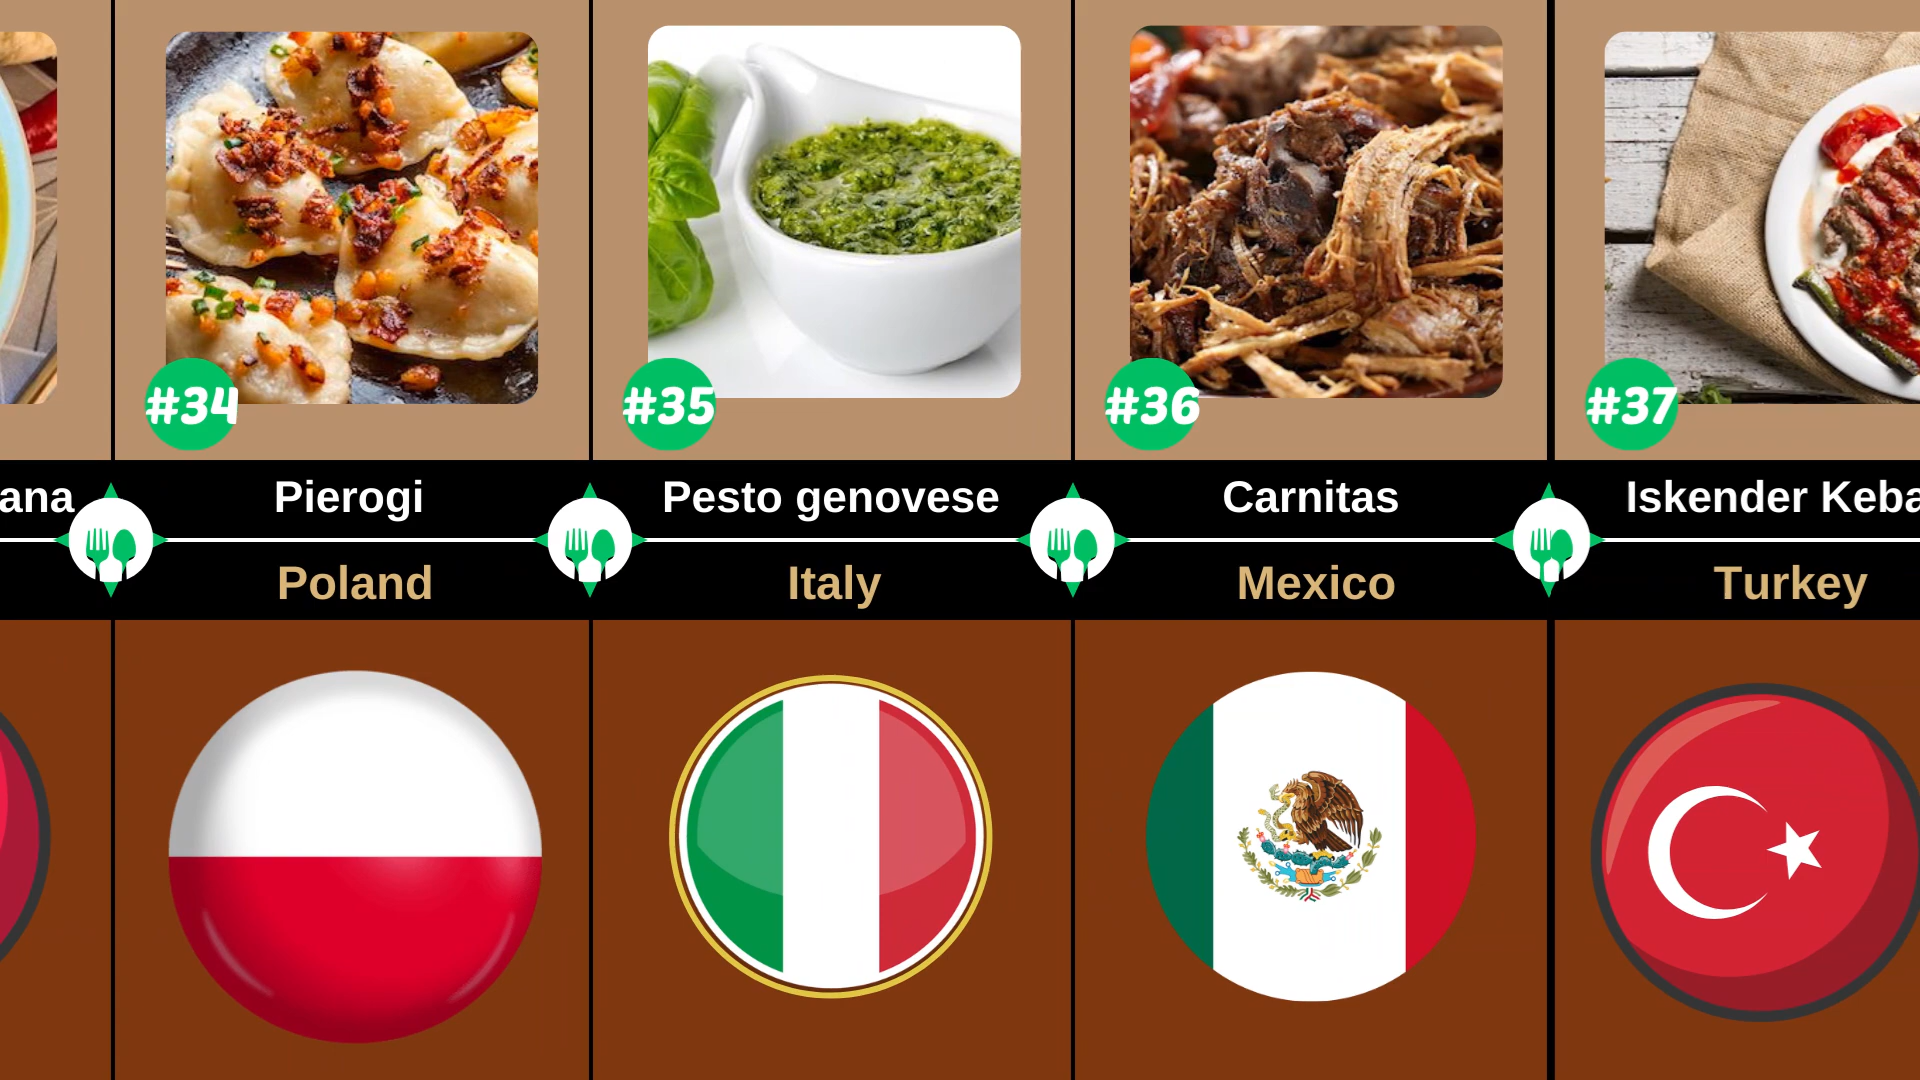 #34
#35
#36
#37
ana
Pierogi
Pesto genovese
Carnitas
Iskender Keba
Poland
Italy
Mexico
Turkey